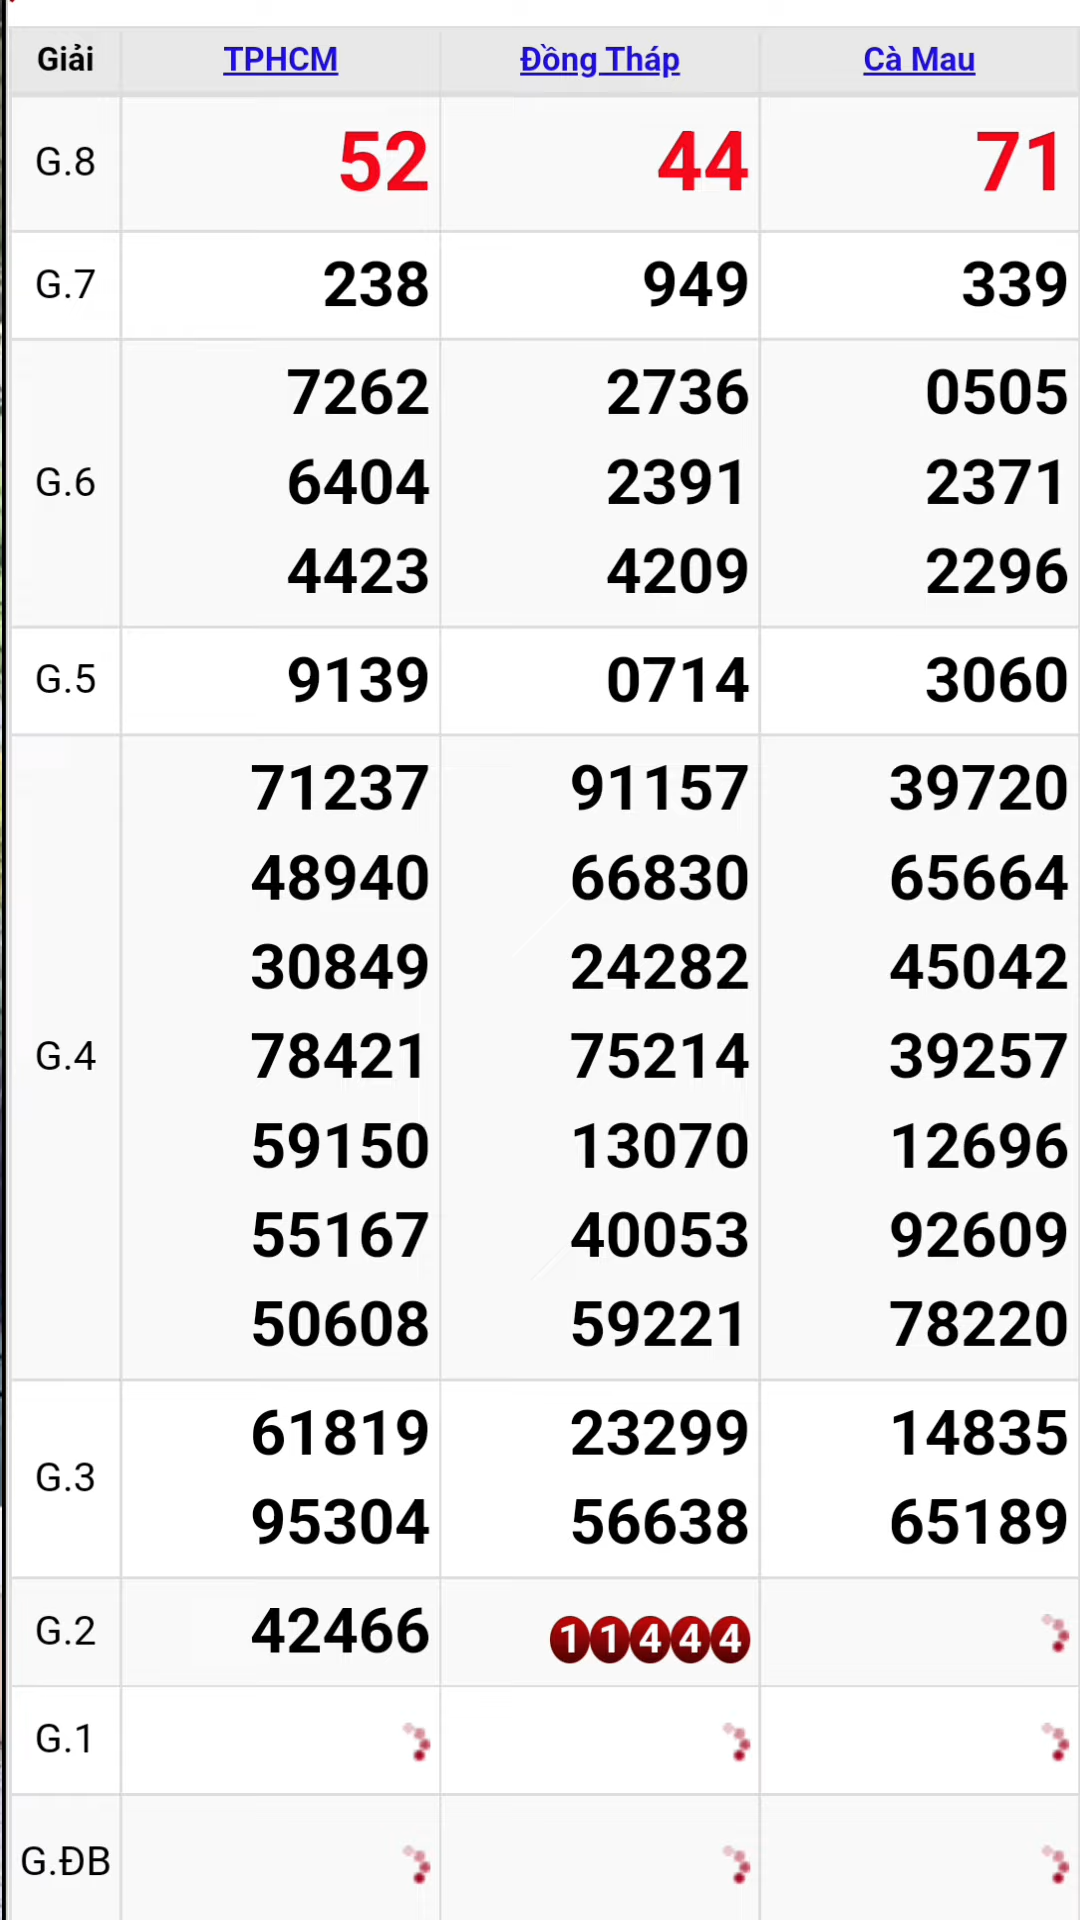 Giải TPHCM Đồng Tháp Cà Mau
G.8 52 44 71
G.7 238 949 339
7262 2736 0505
G.6 6404 2391 2371
4423 4209 2296
G.5 9139 0714 3060
71237 91157 39720
48940 66830 65664
30849 24282 45042
G.4 78421 75214 39257
59150 13070 12696
55167 40053 92609
50608 59221 78220
G.3
61819 23299 14835
95304 56638 65189
G.2 42466 11444
G.1
G.ĐB